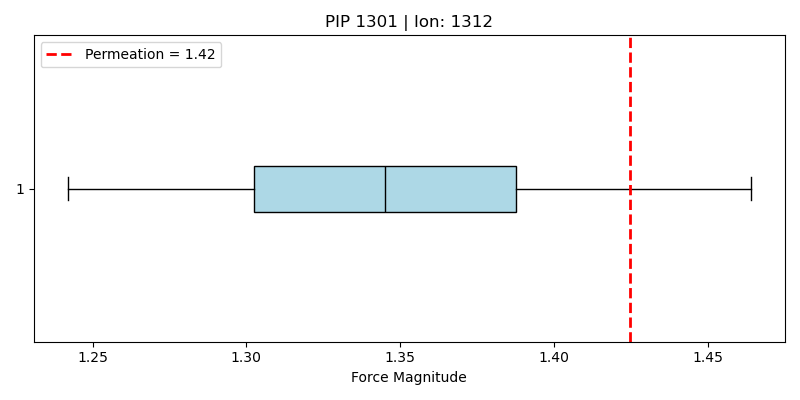 PIP 1301 | Ion: 1312
Permeation = 1.42
1
1.25 1.30 1.35 1.40 1.45
Force Magnitude